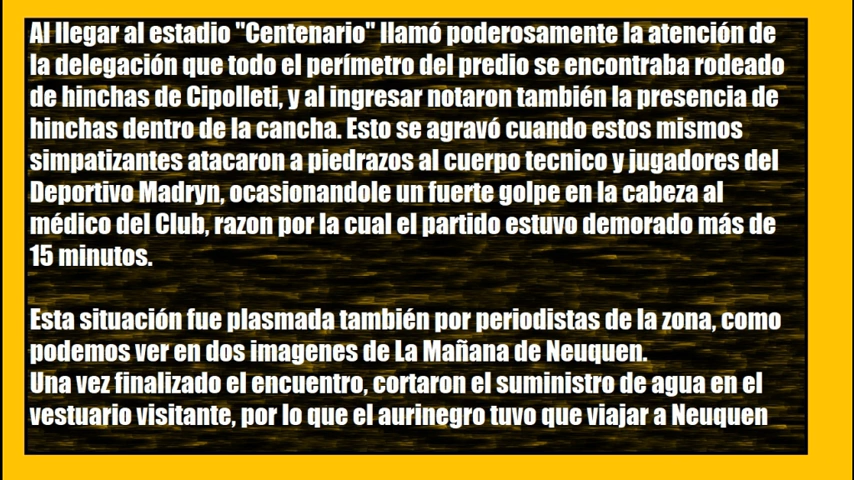 Al llegar al estadio "Centenario" llamó poderosamente la atención de
la delegación que todo el perímetro del predio se encontraba rodeado
de hinchas de Cipolleti, y al ingresar notaron también la presencia de
hinchas dentro de la cancha. Esto se agravó cuando estos mismos
simpatizantes atacaron a piedrazos al cuerpo tecnico y jugadores del
Deportivo Madryn, ocasionandole un fuerte golpe en la cabeza al
médico del Club, razon por la cual el partido estuvo demorado más de
15 minutos.
Esta situación fue plasmada también por periodistas de la zona, como
podemos ver en dos imagenes de La Mañana de Neuquen.
Una vez finalizado el encuentro, cortaron el suministro de agua en el
vestuario visitante, por lo que el aurinegro tuvo que viajar a Neuquen